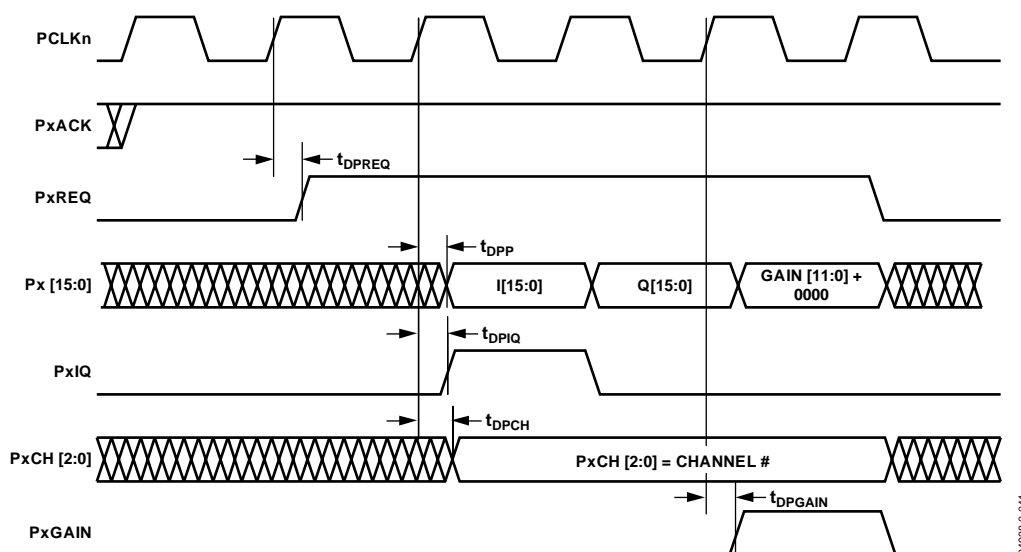 PCLKn
PxACK
tDPREQ
PxREQ
tDPP
Px [15:0]
I[15:0]
Q[15:0]
GAIN [11:0] +
0000
tDPIQ
PxIQ
tDPCH
PxCH [2:0]
PxCH [2:0] = CHANNEL #
tDPGAIN
PxGAIN